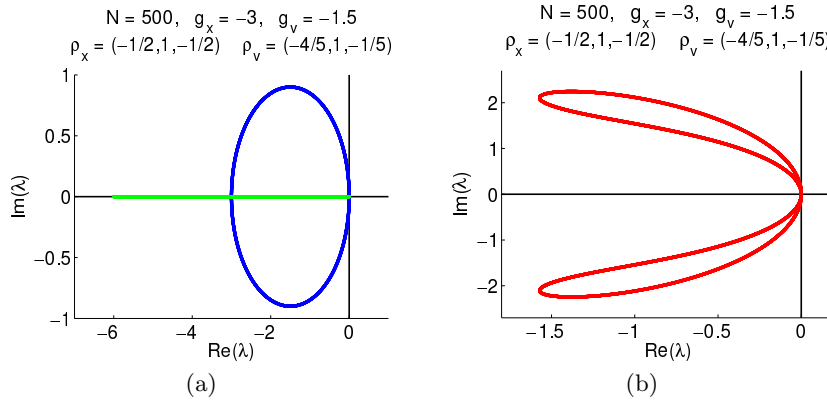 N = 500, g_x = −3, g_v = −1.5
ρ_x = (−1/2,1,−1/2) ρ_v = (−4/5,1,−1/5)
1
0.5
0
−0.5
−1
Im(λ)
−6 −4 −2 0
Re(λ)
(a)
N = 500, g_x = −3, g_v = −1.5
ρ_x = (−1/2,1,−1/2) ρ_v = (−4/5,1,−1/5)
2
1
0
−1
−2
Im(λ)
−1.5 −1 −0.5 0
Re(λ)
(b)